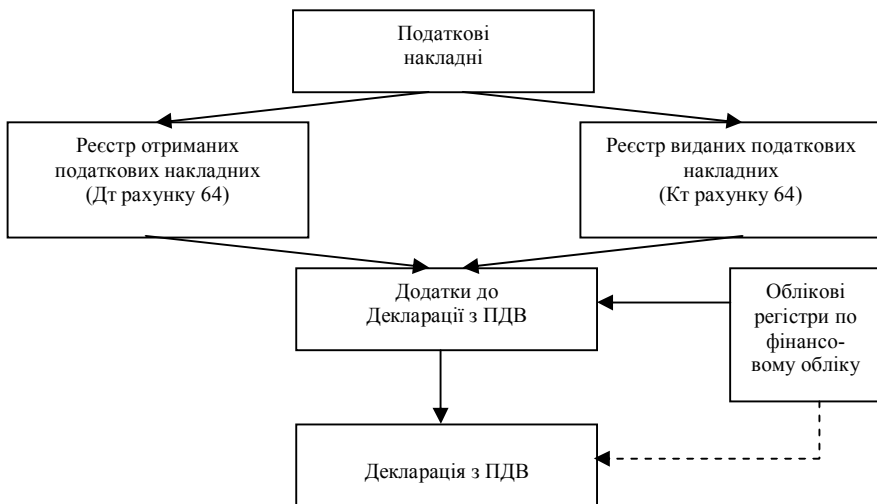 Податкові
накладні
Реєстр отриманих
податкових накладних
(Дт рахунку 64)
Реєстр виданих податкових
накладних
(Кт рахунку 64)
Додатки до
Декларації з ПДВ
Облікові
регістри по
фінансо-
вому обліку
Декларація з ПДВ